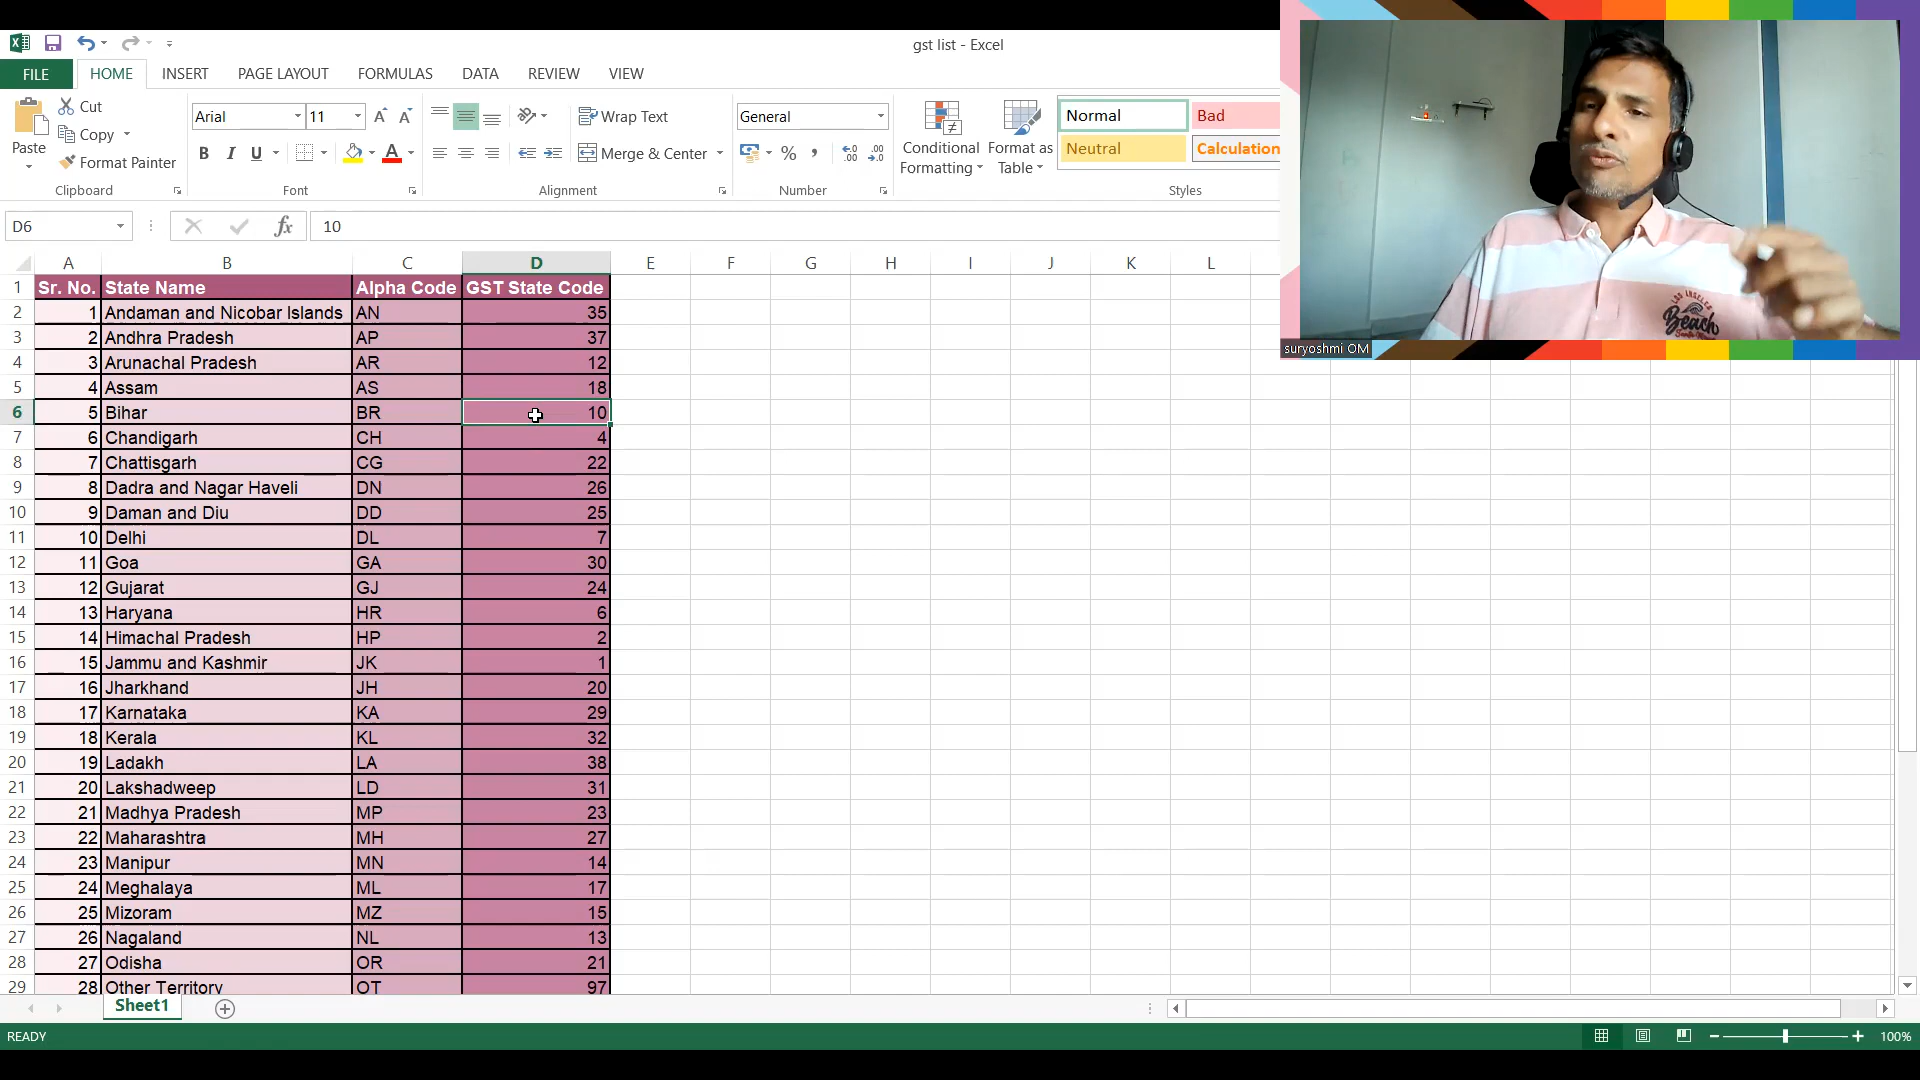 gst list - Excel
FILE HOME INSERT PAGE LAYOUT FORMULAS DATA REVIEW VIEW
Paste
Cut
Copy
Format Painter
Clipboard
Arial 11
B I U A
Font
Wrap Text
Merge & Center
Alignment
General
% ,
Number
Conditional Formatting
Format as Table
Normal Bad
Neutral Calculation
Styles
D6 fx 10
A B C D E F G H I J K L
1 Sr. No. State Name Alpha Code GST State Code
2 1 Andaman and Nicobar Islands AN 35
3 2 Andhra Pradesh AP 37
4 3 Arunachal Pradesh AR 12
5 4 Assam AS 18
6 5 Bihar BR 10
7 6 Chandigarh CH 4
8 7 Chattisgarh CG 22
9 8 Dadra and Nagar Haveli DN 26
10 9 Daman and Diu DD 25
11 10 Delhi DL 7
12 11 Goa GA 30
13 12 Gujarat GJ 24
14 13 Haryana HR 6
15 14 Himachal Pradesh HP 2
16 15 Jammu and Kashmir JK 1
17 16 Jharkhand JH 20
18 17 Karnataka KA 29
19 18 Kerala KL 32
20 19 Ladakh LA 38
21 20 Lakshadweep LD 31
22 21 Madhya Pradesh MP 23
23 22 Maharashtra MH 27
24 23 Manipur MN 14
25 24 Meghalaya ML 17
26 25 Mizoram MZ 15
27 26 Nagaland NL 13
28 27 Odisha OR 21
29 28 Other Territory OT 97
Sheet1
READY 100%
LOS ANGELES
Beach
suryoshmi OM